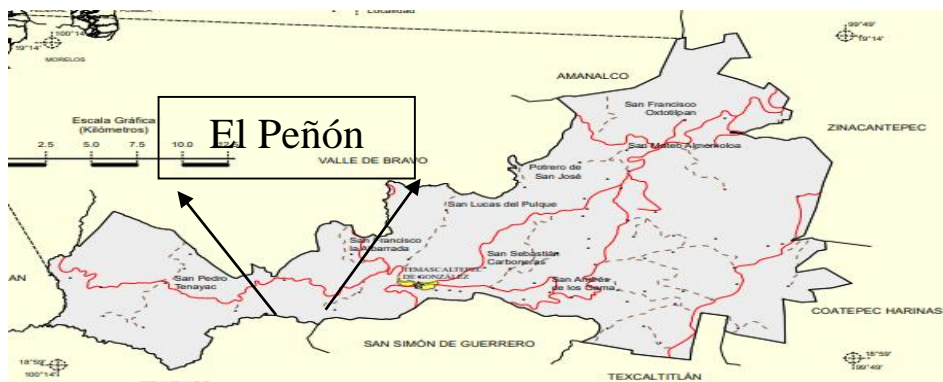 Localidad
100°14'
19°14'
MORELOS
99°49'
19°14'
AMANALCO
Escala Gráfica
(Kilómetros)
2.5 5.0 7.5 10.0
El Peñón
San Francisco
Oxtotilpan
ZINACANTEPEC
San Mateo Almomoloa
VALLE DE BRAVO
Potrero de
San José
San Lucas del Pulque
San Francisco
la Albarrada
San Sebastián
Carboneras
TEMASCALTEPEC
DE GONZÁLEZ
San Pedro
Tenayac
San Andrés
de los Gama
COATEPEC HARINAS
SAN SIMÓN DE GUERRERO
18°59'
100°14'
18°59'
99°49'
TEXCALTITLÁN